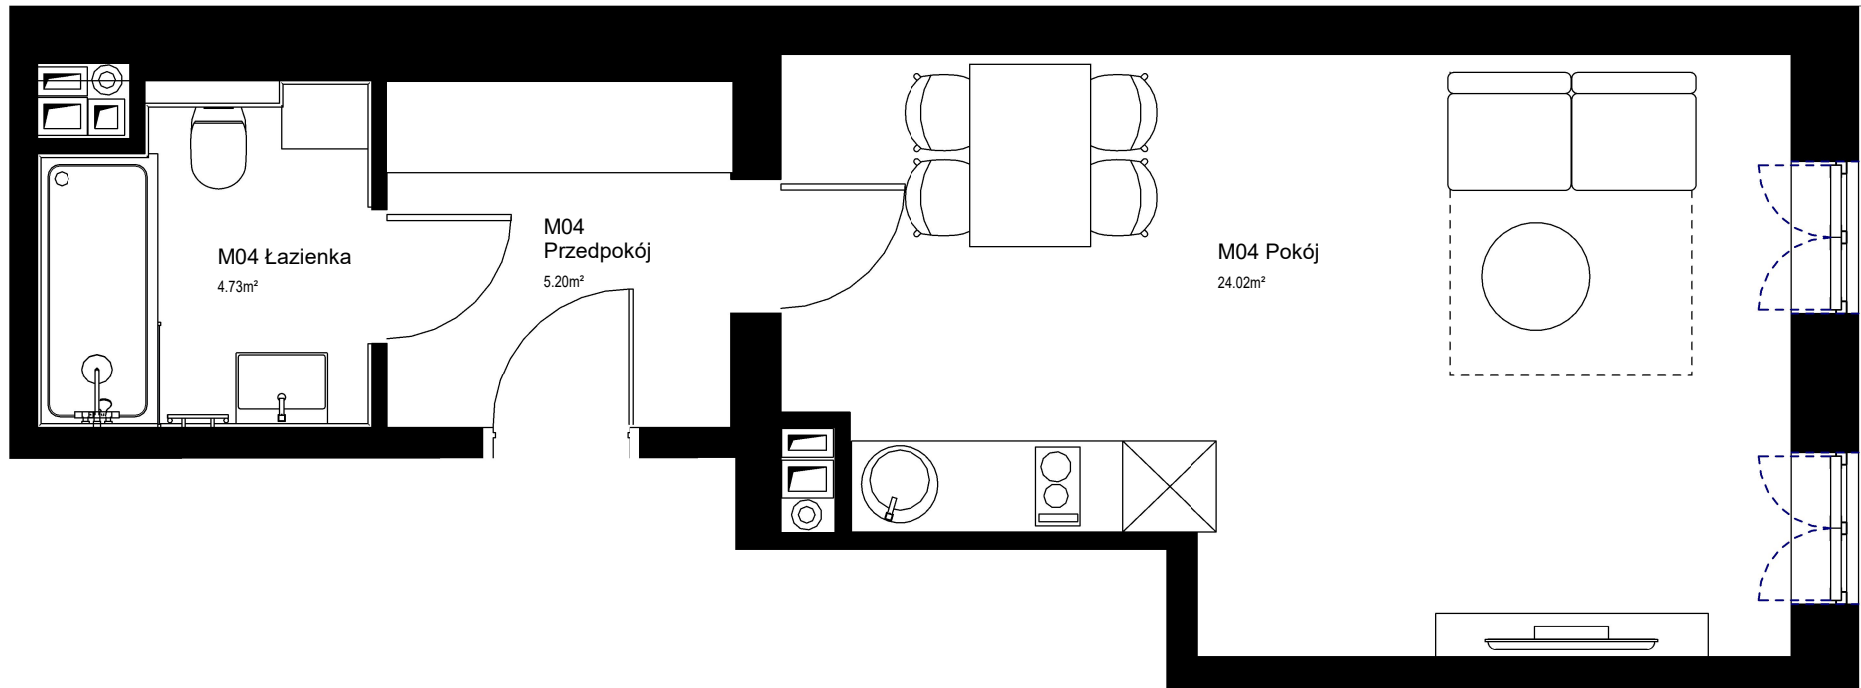 M04 Łazienka
4.73m²
M04
Przedpokój
5.20m²
M04 Pokój
24.02m²